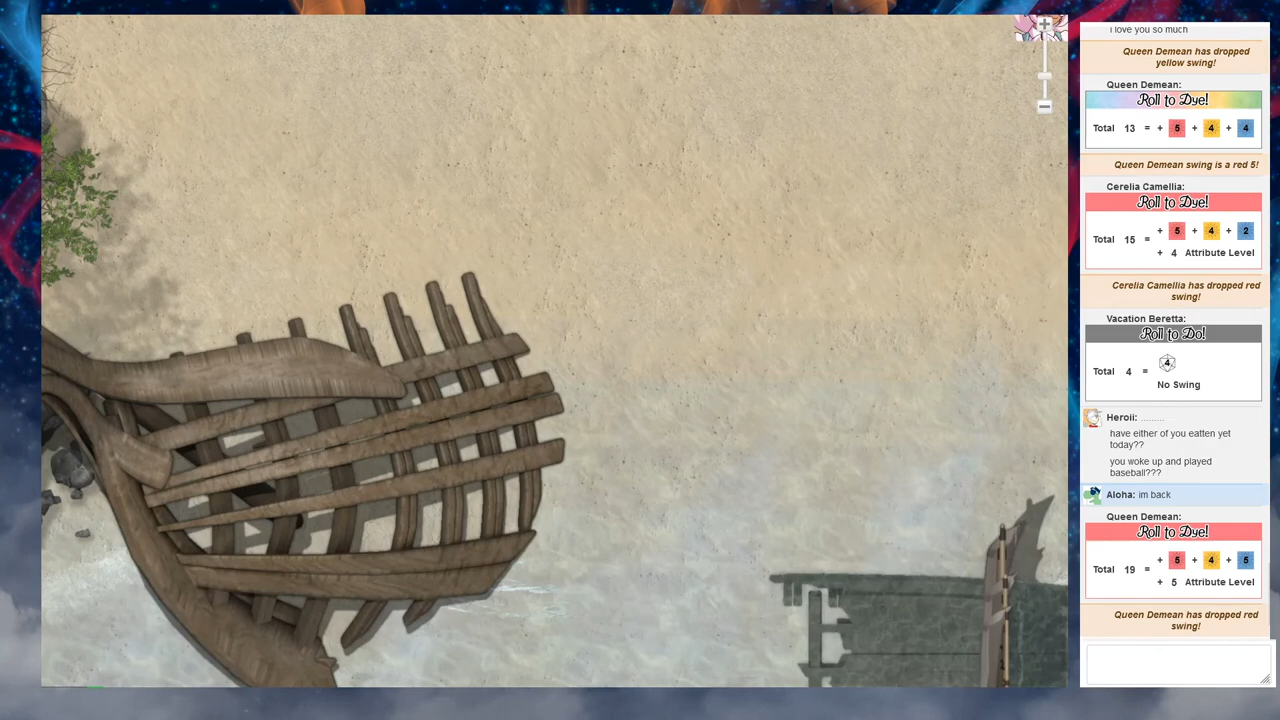 i love you so much
Queen Demean has dropped
yellow swing!
Queen Demean:
Roll to Dye!
Total 13 = + 5 + 4 + 4
Queen Demean swing is a red 5!
Cerelia Camellia:
Roll to Dye!
Total 15 = + 5 + 4 + 2
+ 4 Attribute Level
Cerelia Camellia has dropped red
swing!
Vacation Beretta:
Roll to Do!
Total 4 = 4
No Swing
Heroii: .........
have either of you eatten yet
today??
you woke up and played
baseball???
Aloha: im back
Queen Demean:
Roll to Dye!
Total 19 = + 5 + 4 + 5
+ 5 Attribute Level
Queen Demean has dropped red
swing!